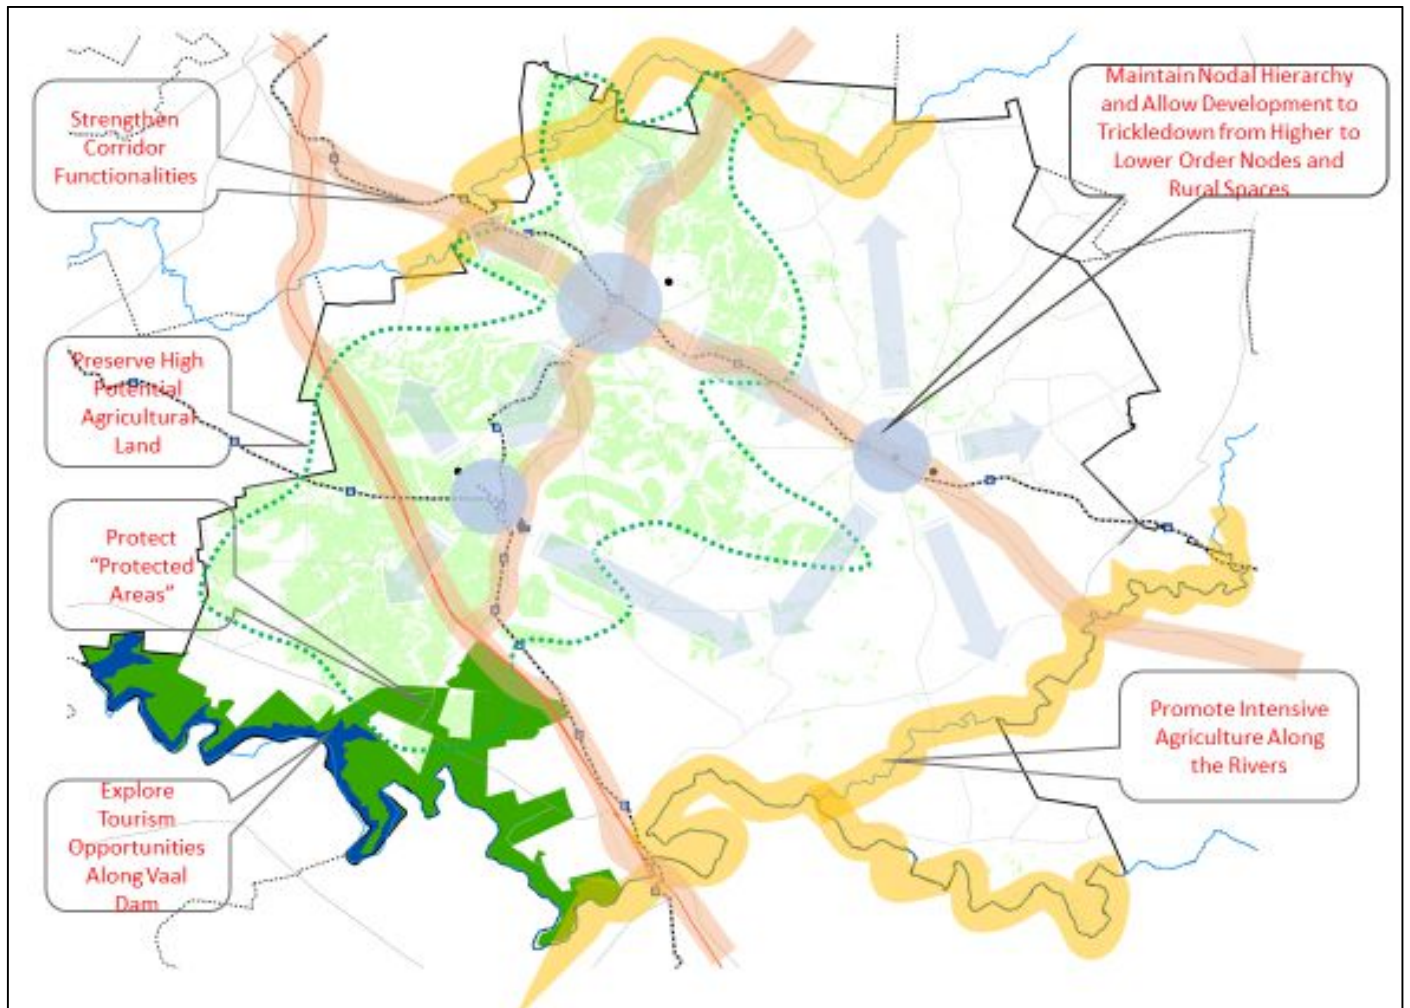 Strengthen
Corridor
Functionalities
Maintain Nodal Hierarchy
and Allow Development to
Trickledown from Higher to
Lower Order Nodes and
Rural Spaces
Preserve High
Potential
Agricultural
Land
Protect
“Protected
Areas”
Explore
Tourism
Opportunities
Along Vaal
Dam
Promote Intensive
Agriculture Along
the Rivers